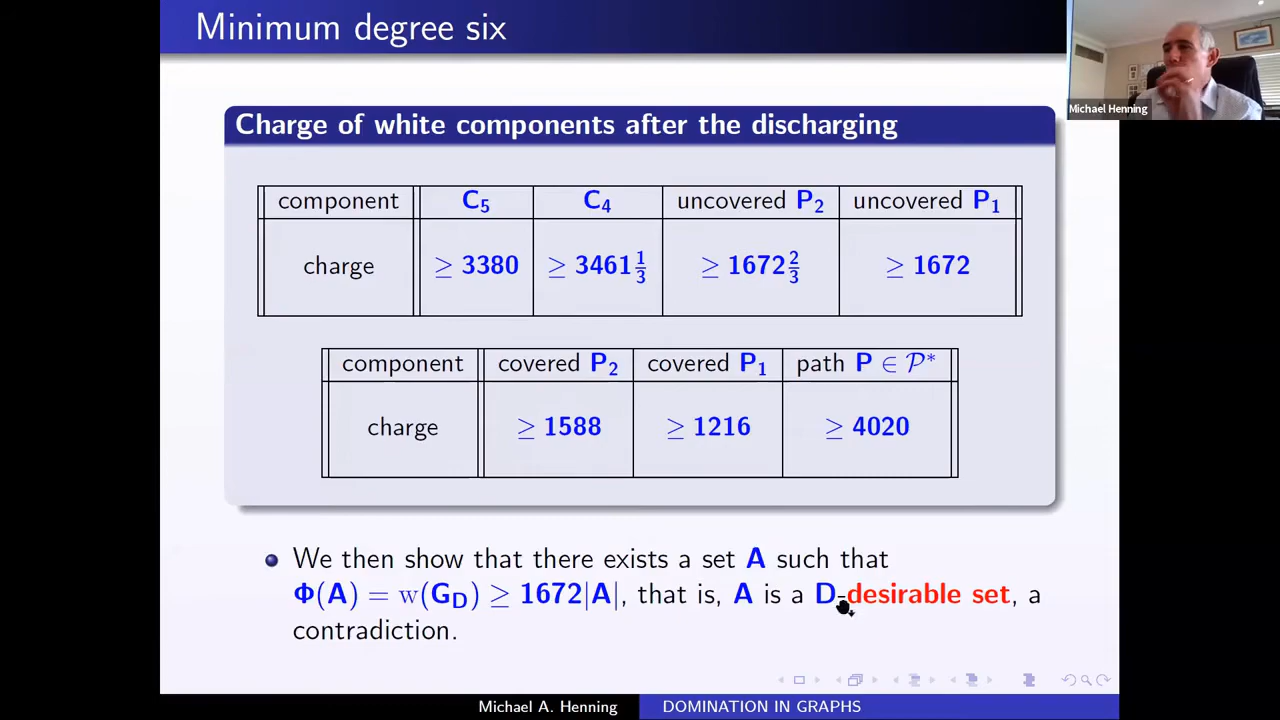 Minimum degree six
Michael Henning
Charge of white components after the discharging
component C₅ C₄ uncovered P₂ uncovered P₁
charge ≥ 3380 ≥ 3461⅓ ≥ 1672⅔ ≥ 1672
component covered P₂ covered P₁ path P ∈ 𝒫*
charge ≥ 1588 ≥ 1216 ≥ 4020
We then show that there exists a set A such that
Φ(A) = w(G_D) ≥ 1672|A|, that is, A is a D-desirable set, a
contradiction.
Michael A. Henning DOMINATION IN GRAPHS